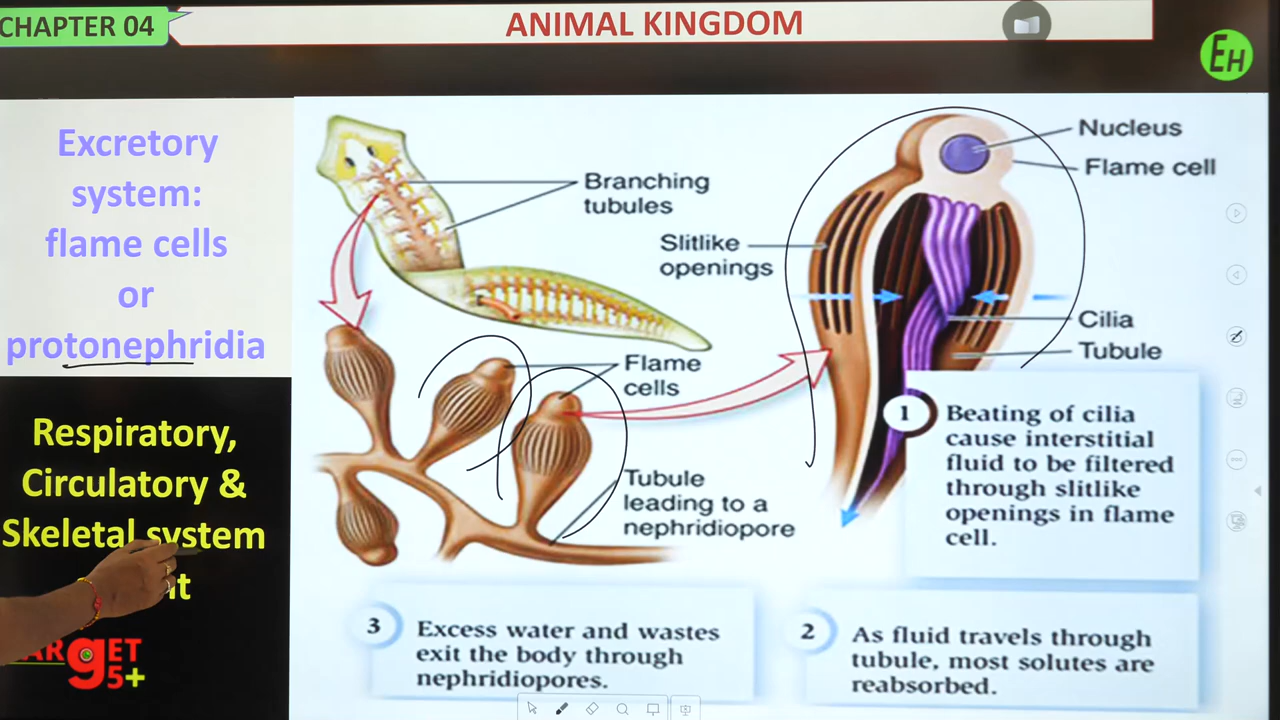 CHAPTER 04
ANIMAL KINGDOM
EH
Excretory
system:
flame cells
or
protonephridia
Respiratory,
Circulatory &
Skeletal system
Branching
tubules
Slitlike
openings
Nucleus
Flame cell
Cilia
Tubule
Flame
cells
Tubule
leading to a
nephridiopore
1
Beating of cilia
cause interstitial
fluid to be filtered
through slitlike
openings in flame
cell.
3
Excess water and wastes
exit the body through
nephridiopores.
2
As fluid travels through
tubule, most solutes are
reabsorbed.
5+